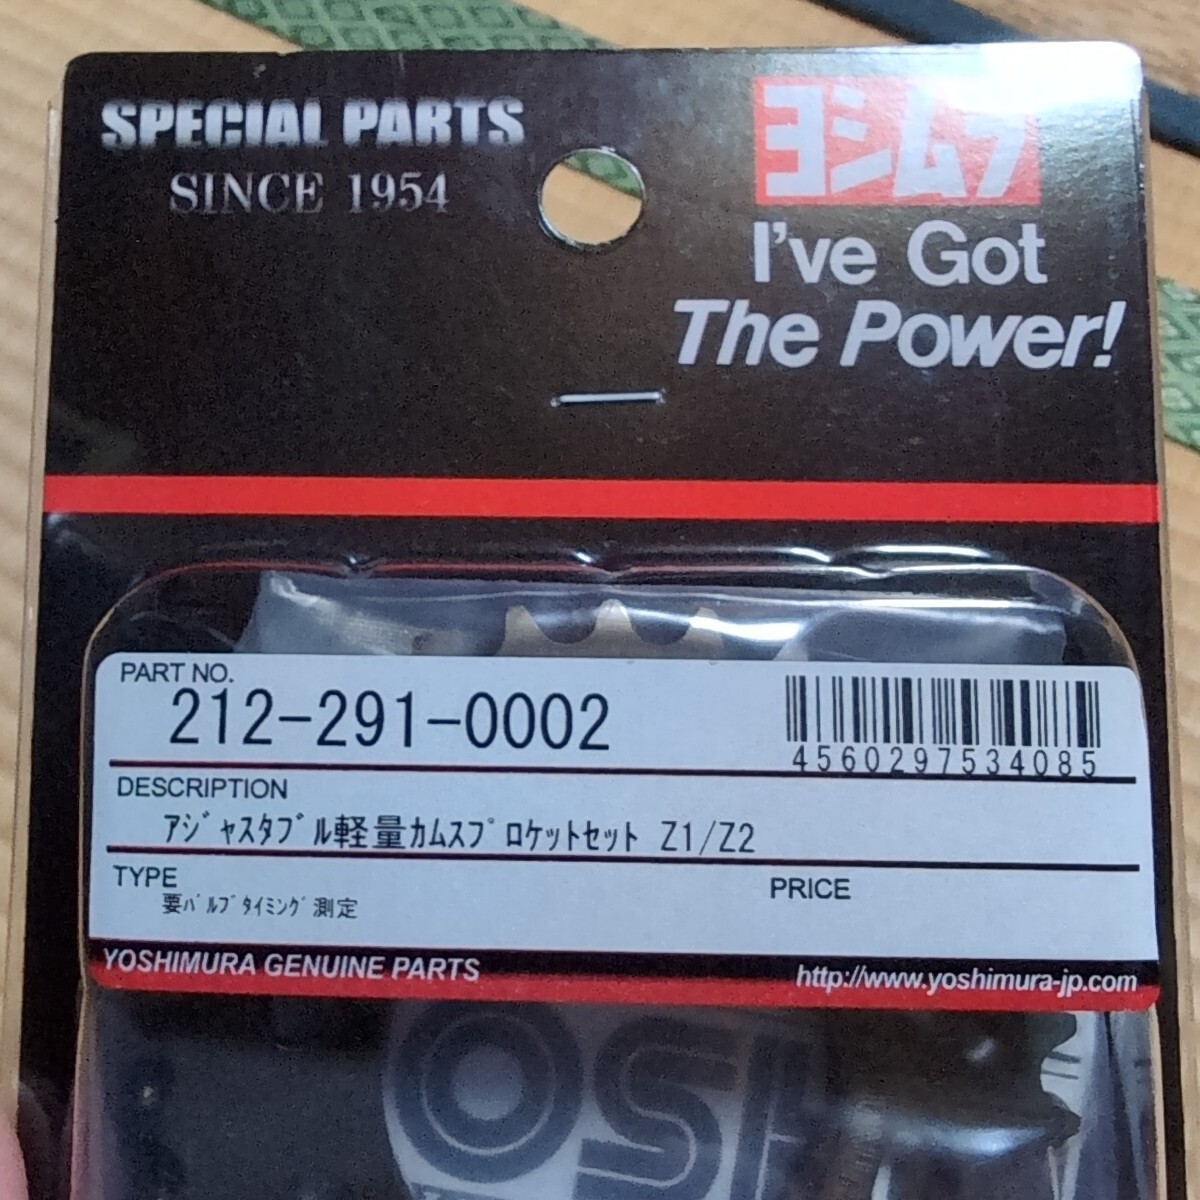 SPECIAL PARTS
SINCE 1954
ヨシムラ
I've Got
The Power!
PART NO.
212-291-0002
4560297534085
DESCRIPTION
ｱｼﾞｬｽﾀﾌﾞﾙ軽量ｶﾑｽﾌﾟﾛｹｯﾄｾｯﾄ Z1/Z2
TYPE
要ﾊﾞﾙﾌﾞﾀｲﾐﾝｸﾞ測定
PRICE
YOSHIMURA GENUINE PARTS
http://www.yoshimura-jp.com